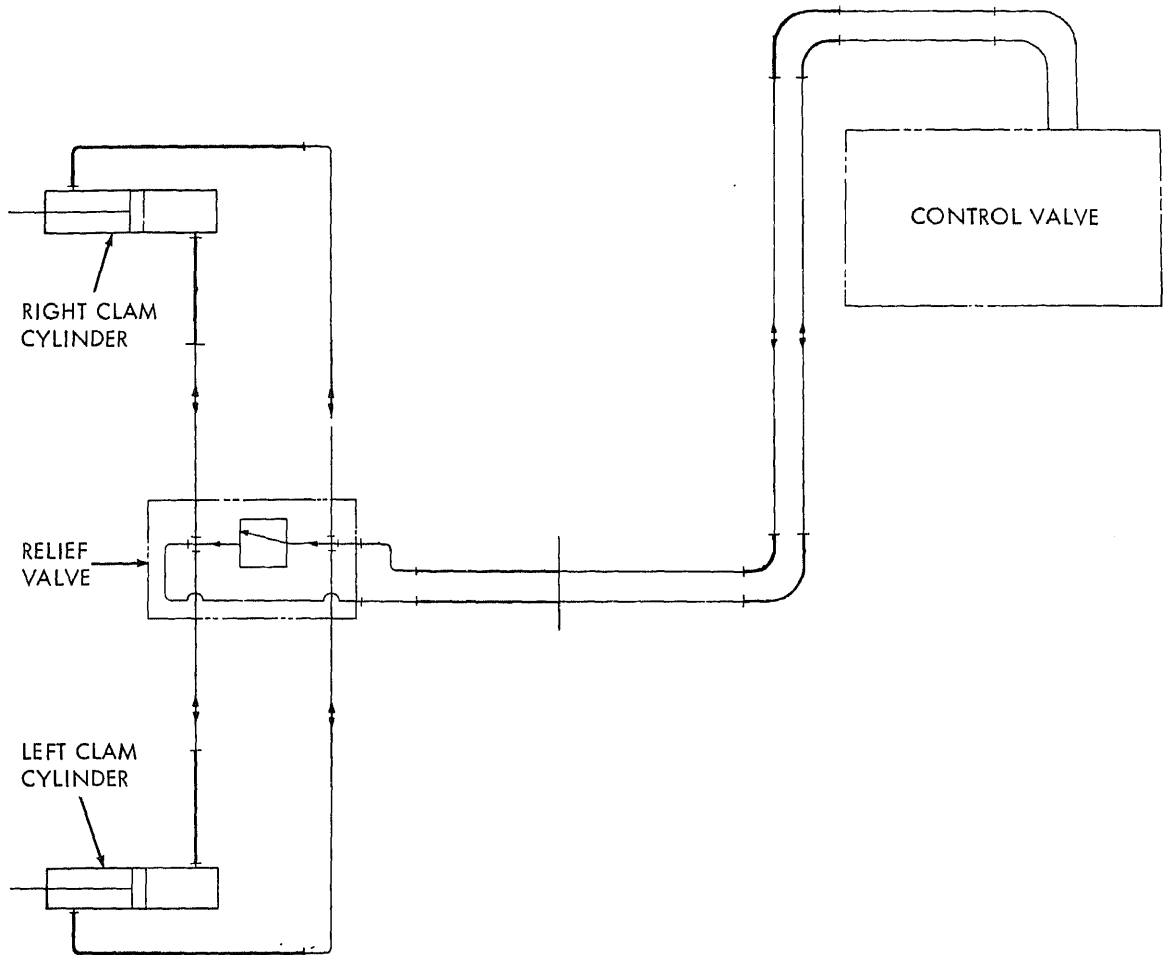 CONTROL VALVE
RIGHT CLAM
CYLINDER
RELIEF
VALVE
LEFT CLAM
CYLINDER